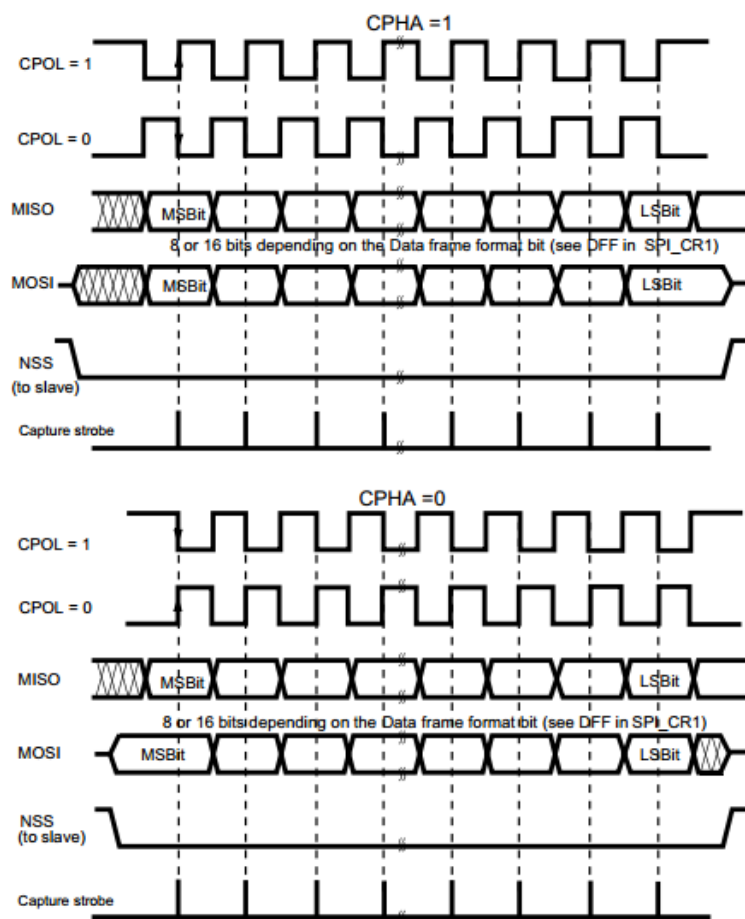 CPHA =1
CPOL = 1
CPOL = 0
MISO
MSBit
LSBit
8 or 16 bits depending on the Data frame format bit (see DFF in SPI_CR1)
MOSI
MSBit
LSBit
NSS
(to slave)
Capture strobe
CPHA =0
CPOL = 1
CPOL = 0
MISO
MSBit
LSBit
8 or 16 bits depending on the Data frame format bit (see DFF in SPI_CR1)
MOSI
MSBit
LSBit
NSS
(to slave)
Capture strobe